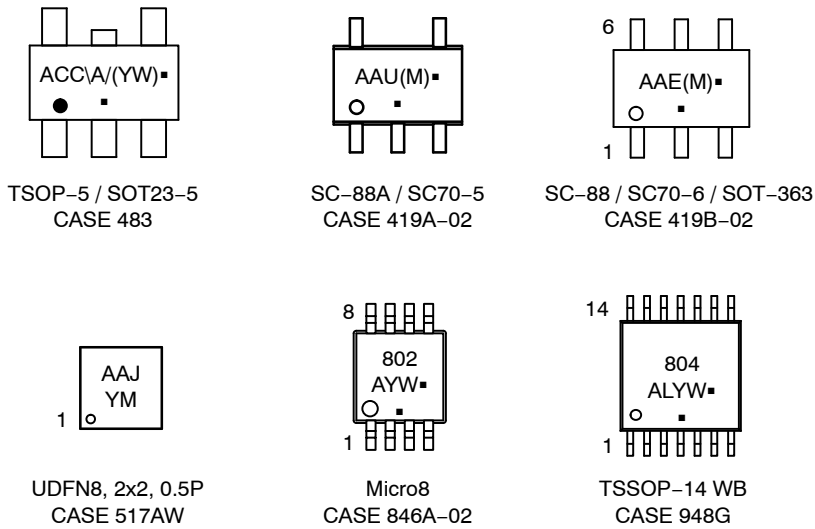 ACC\A/(YW)▪
▪
TSOP−5 / SOT23−5
CASE 483
AAU(M)▪
▪
SC−88A / SC70−5
CASE 419A−02
6
AAE(M)▪
▪
1
SC−88 / SC70−6 / SOT−363
CASE 419B−02
AAJ
YM
1
UDFN8, 2x2, 0.5P
CASE 517AW
8
802
AYW▪
▪
1
Micro8
CASE 846A−02
14
804
ALYW▪
▪
1
TSSOP−14 WB
CASE 948G